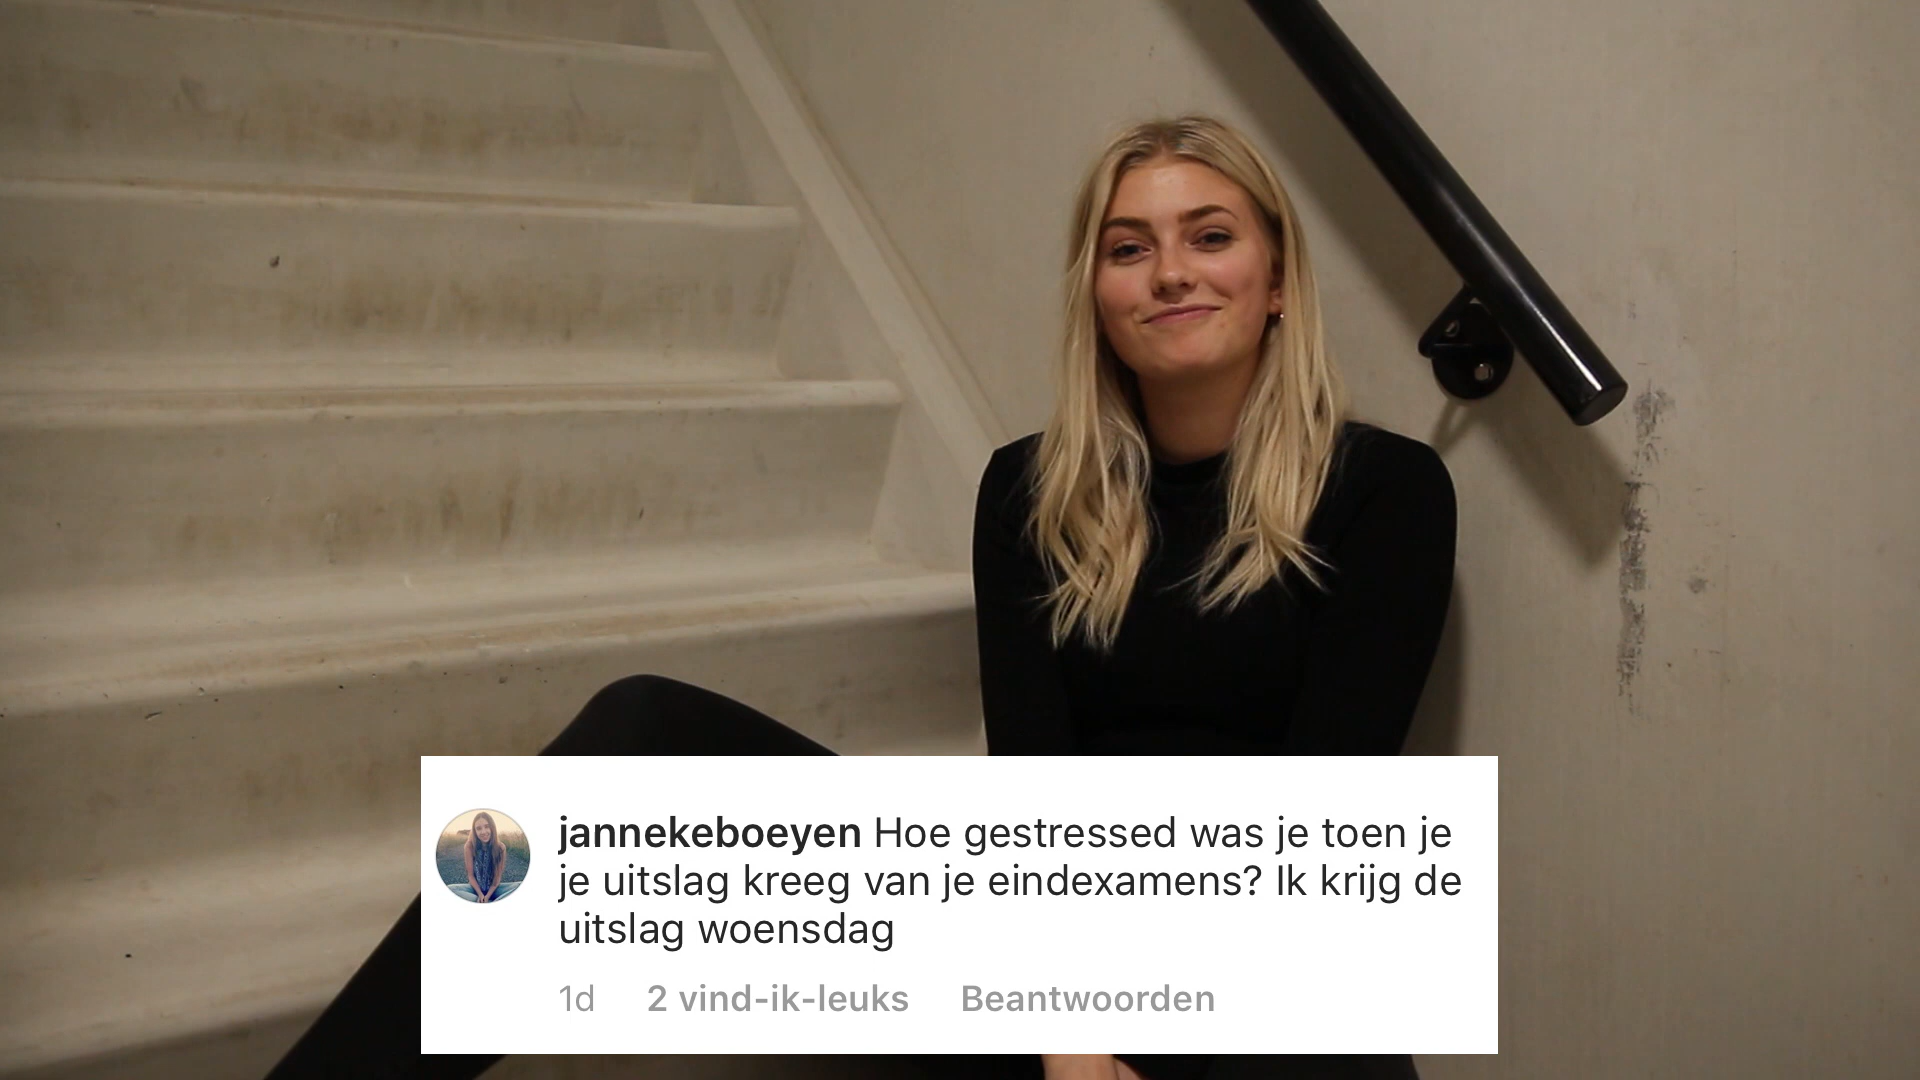 jannekeboeyen Hoe gestressed was je toen je
je uitslag kreeg van je eindexamens? Ik krijg de
uitslag woensdag
1d 2 vind-ik-leuks Beantwoorden